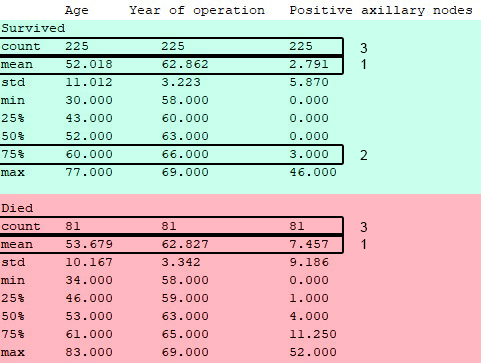 Age Year of operation Positive axillary nodes
Survived
count 225 225 225 3
mean 52.018 62.862 2.791 1
std 11.012 3.223 5.870
min 30.000 58.000 0.000
25% 43.000 60.000 0.000
50% 52.000 63.000 0.000
75% 60.000 66.000 3.000 2
max 77.000 69.000 46.000
Died
count 81 81 81 3
mean 53.679 62.827 7.457 1
std 10.167 3.342 9.186
min 34.000 58.000 0.000
25% 46.000 59.000 1.000
50% 53.000 63.000 4.000
75% 61.000 65.000 11.250
max 83.000 69.000 52.000